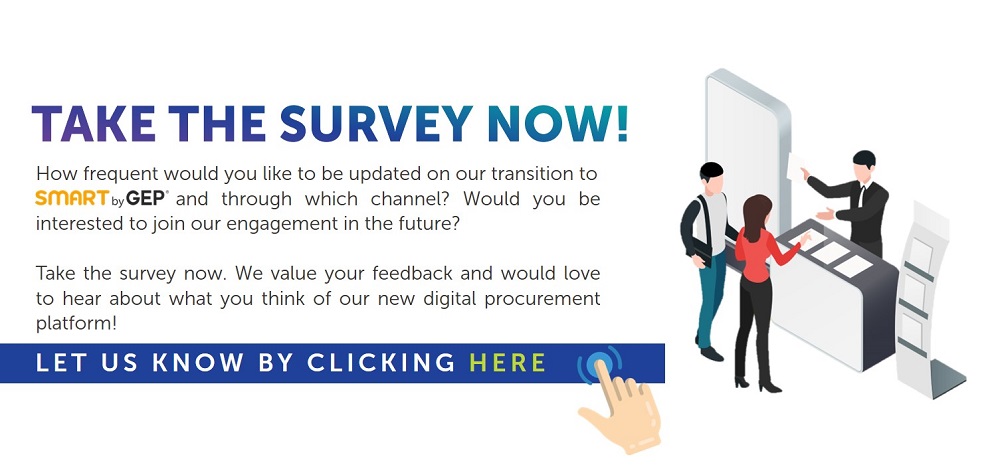 TAKE THE SURVEY NOW!
How frequent would you like to be updated on our transition to
SMART by GEP® and through which channel? Would you be
interested to join our engagement in the future?
Take the survey now. We value your feedback and would love
to hear about what you think of our new digital procurement
platform!
LET US KNOW BY CLICKING HERE